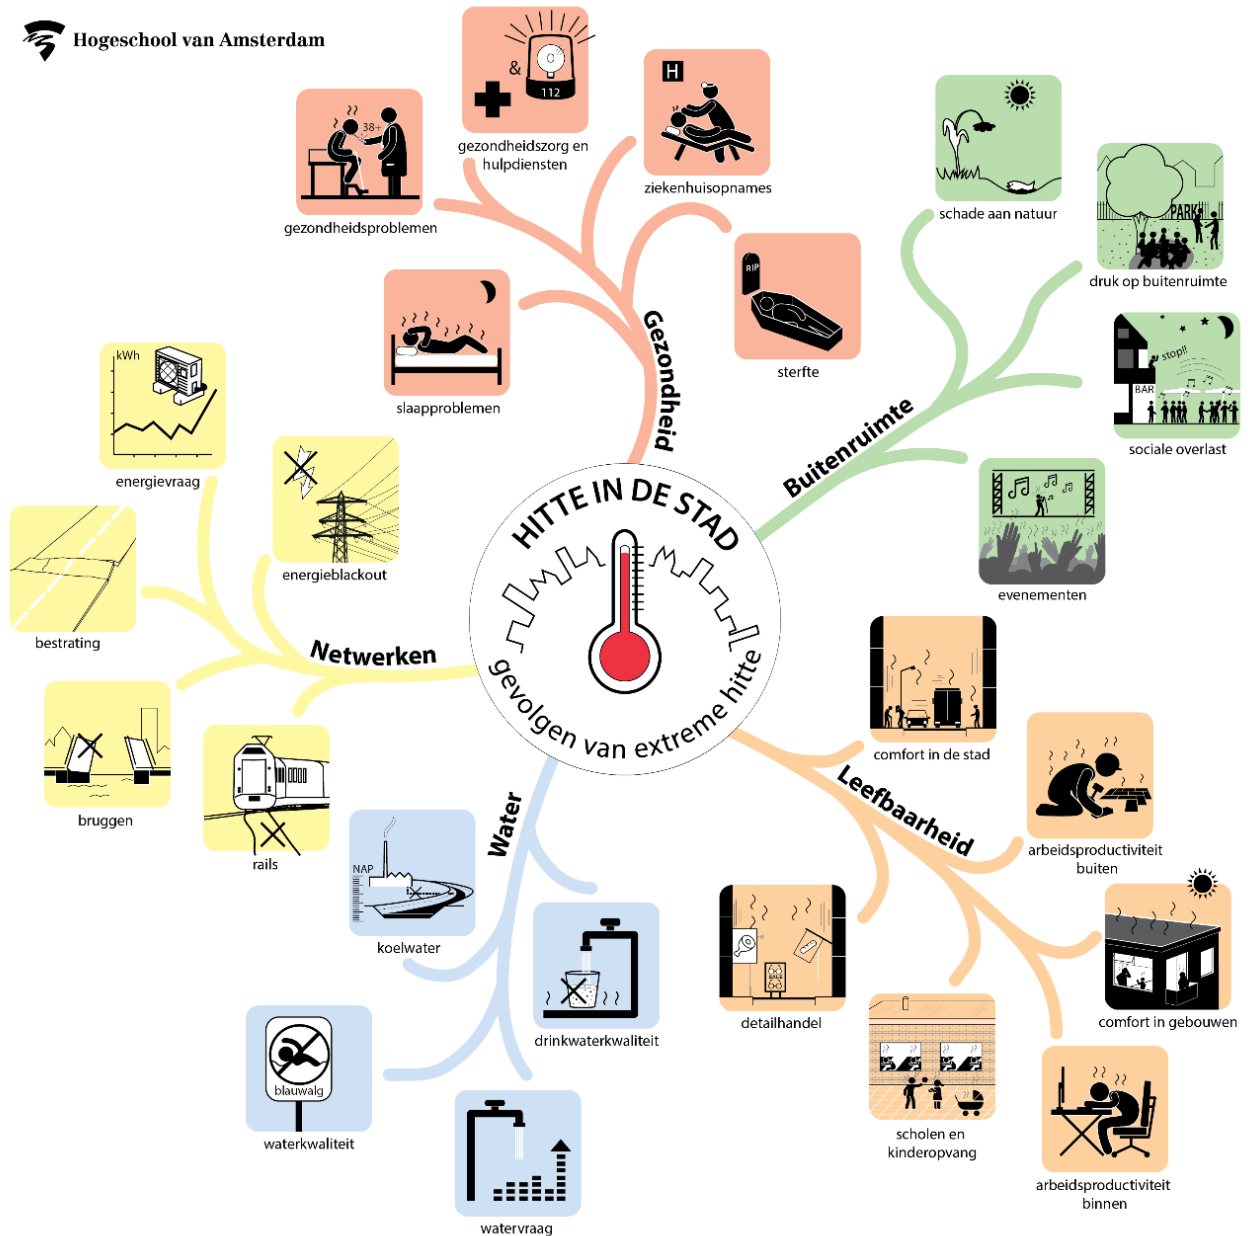 Hogeschool van Amsterdam
HITTE IN DE STAD
gevolgen van extreme hitte
Gezondheid
38+
gezondheidsproblemen
&
112
gezondheidszorg en
hulpdiensten
H
ziekenhuisopnames
RIP
sterfte
slaapproblemen
Buitenruimte
schade aan natuur
PARK
druk op buitenruimte
stop!!
BAR
sociale overlast
evenementen
Leefbaarheid
comfort in de stad
arbeidsproductiviteit
buiten
comfort in gebouwen
arbeidsproductiviteit
binnen
scholen en
kinderopvang
detailhandel
Water
NAP
koelwater
drinkwaterkwaliteit
blauwalg
waterkwaliteit
watervraag
Netwerken
kWh
energievraag
energieblackout
bestrating
bruggen
rails